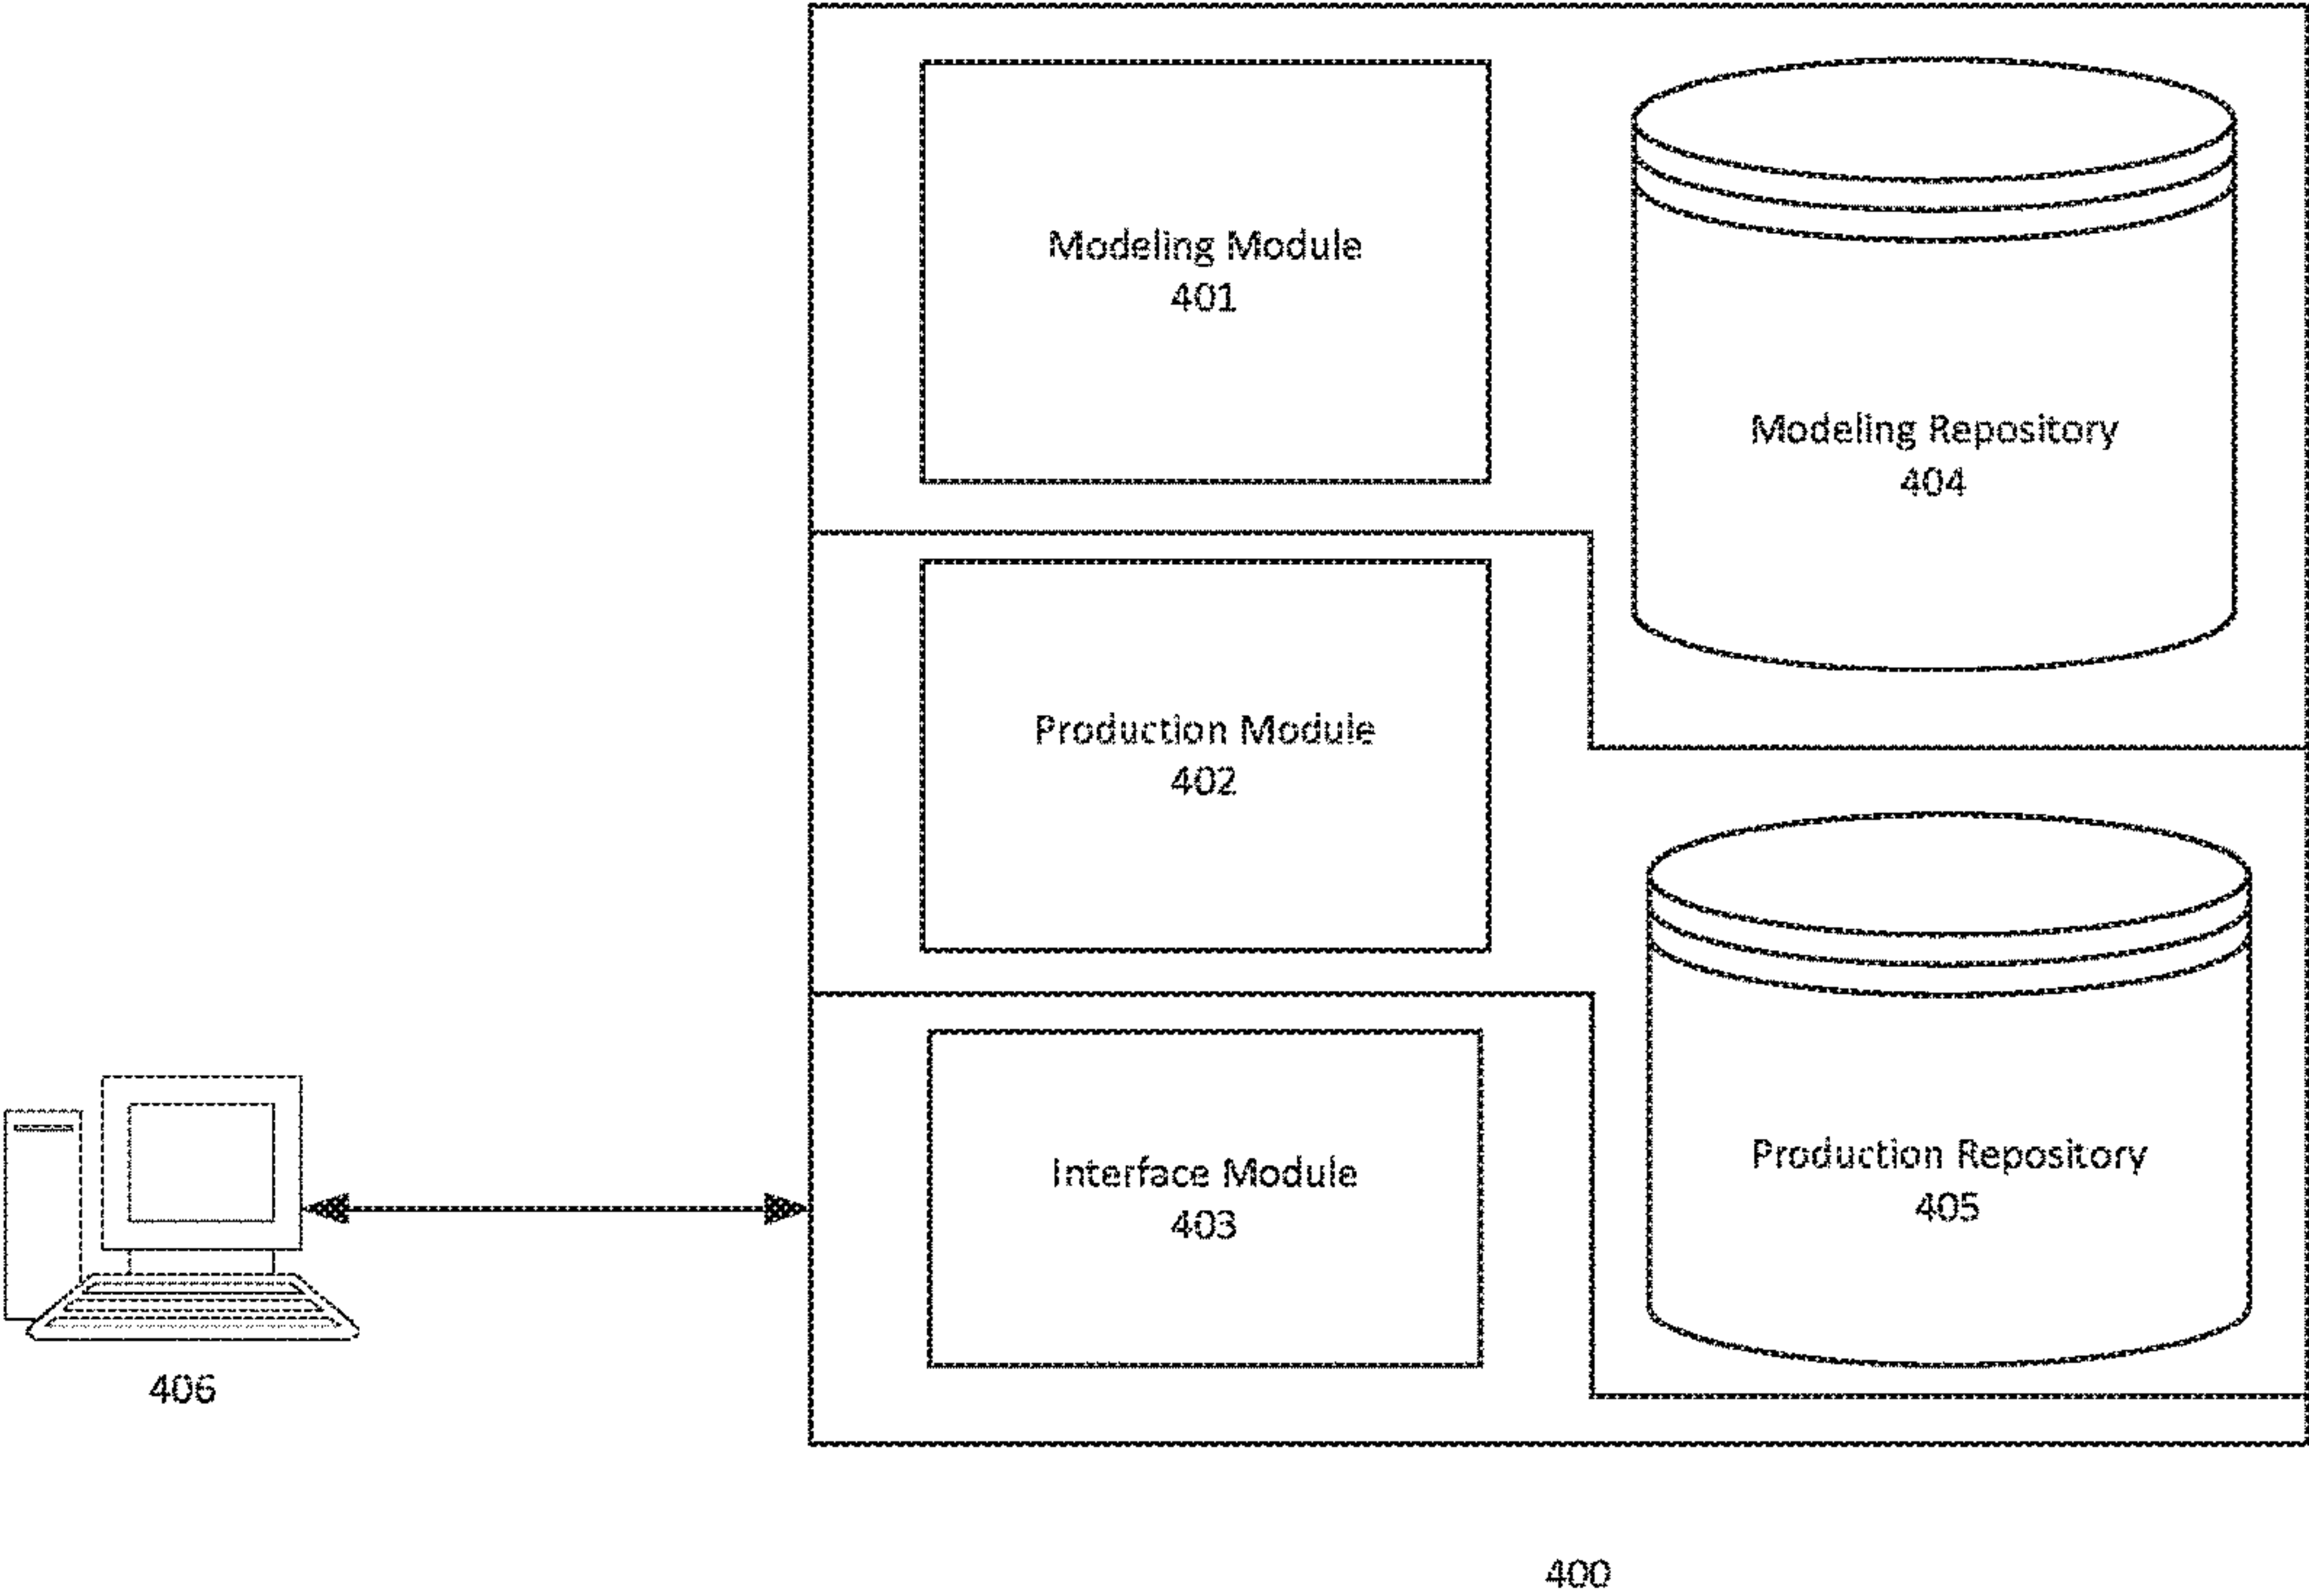 Modeling Module
401
Modeling Repository
404
Production Module
402
Production Repository
405
Interface Module
403
406
400